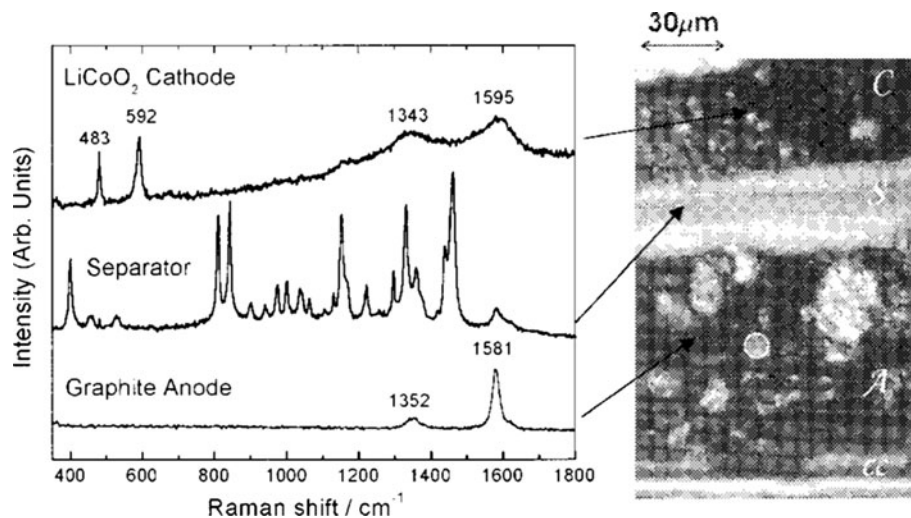 30μm
LiCoO2 Cathode
483
592
1343
1595
C
S
Separator
1581
Graphite Anode
1352
A
cc
Intensity (Arb. Units)
400 600 800 1000 1200 1400 1600 1800
Raman shift / cm-1